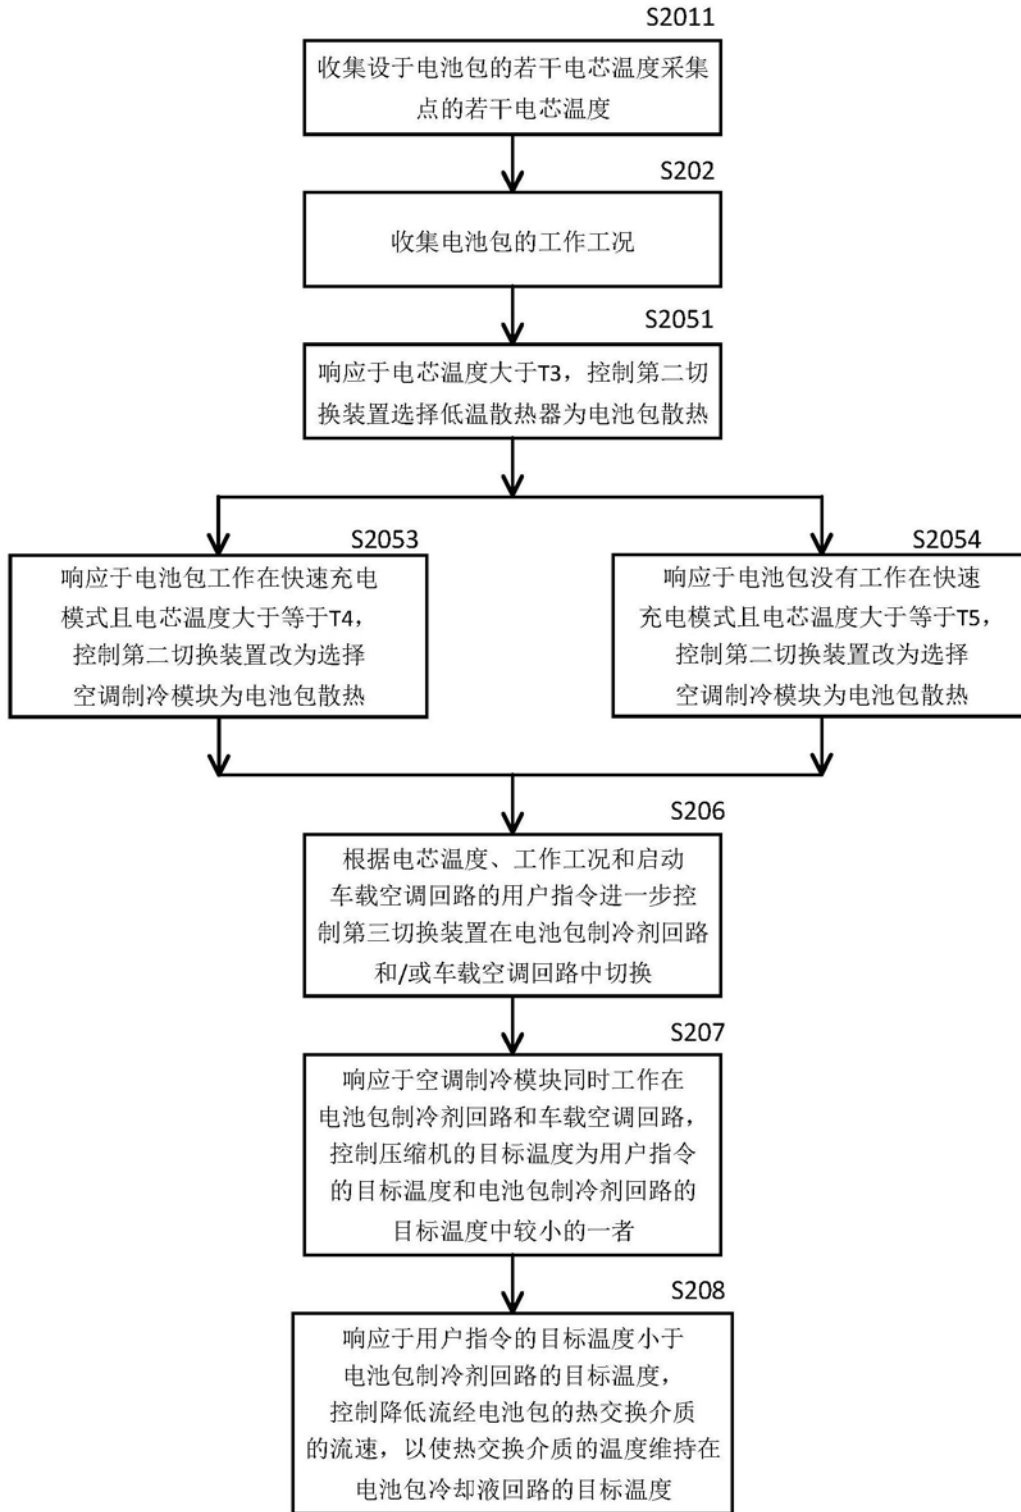 S2011
收集设于电池包的若干电芯温度采集
点的若干电芯温度
S202
收集电池包的工作工况
S2051
响应于电芯温度大于T3，控制第二切
换装置选择低温散热器为电池包散热
S2053
响应于电池包工作在快速充电
模式且电芯温度大于等于T4，
控制第二切换装置改为选择
空调制冷模块为电池包散热
S2054
响应于电池包没有工作在快速
充电模式且电芯温度大于等于T5，
控制第二切换装置改为选择
空调制冷模块为电池包散热
S206
根据电芯温度、工作工况和启动
车载空调回路的用户指令进一步控
制第三切换装置在电池包制冷剂回路
和/或车载空调回路中切换
S207
响应于空调制冷模块同时工作在
电池包制冷剂回路和车载空调回路，
控制压缩机的目标温度为用户指令
的目标温度和电池包制冷剂回路的
目标温度中较小的一者
S208
响应于用户指令的目标温度小于
电池包制冷剂回路的目标温度，
控制降低流经电池包的热交换介质
的流速，以使热交换介质的温度维持在
电池包冷却液回路的目标温度